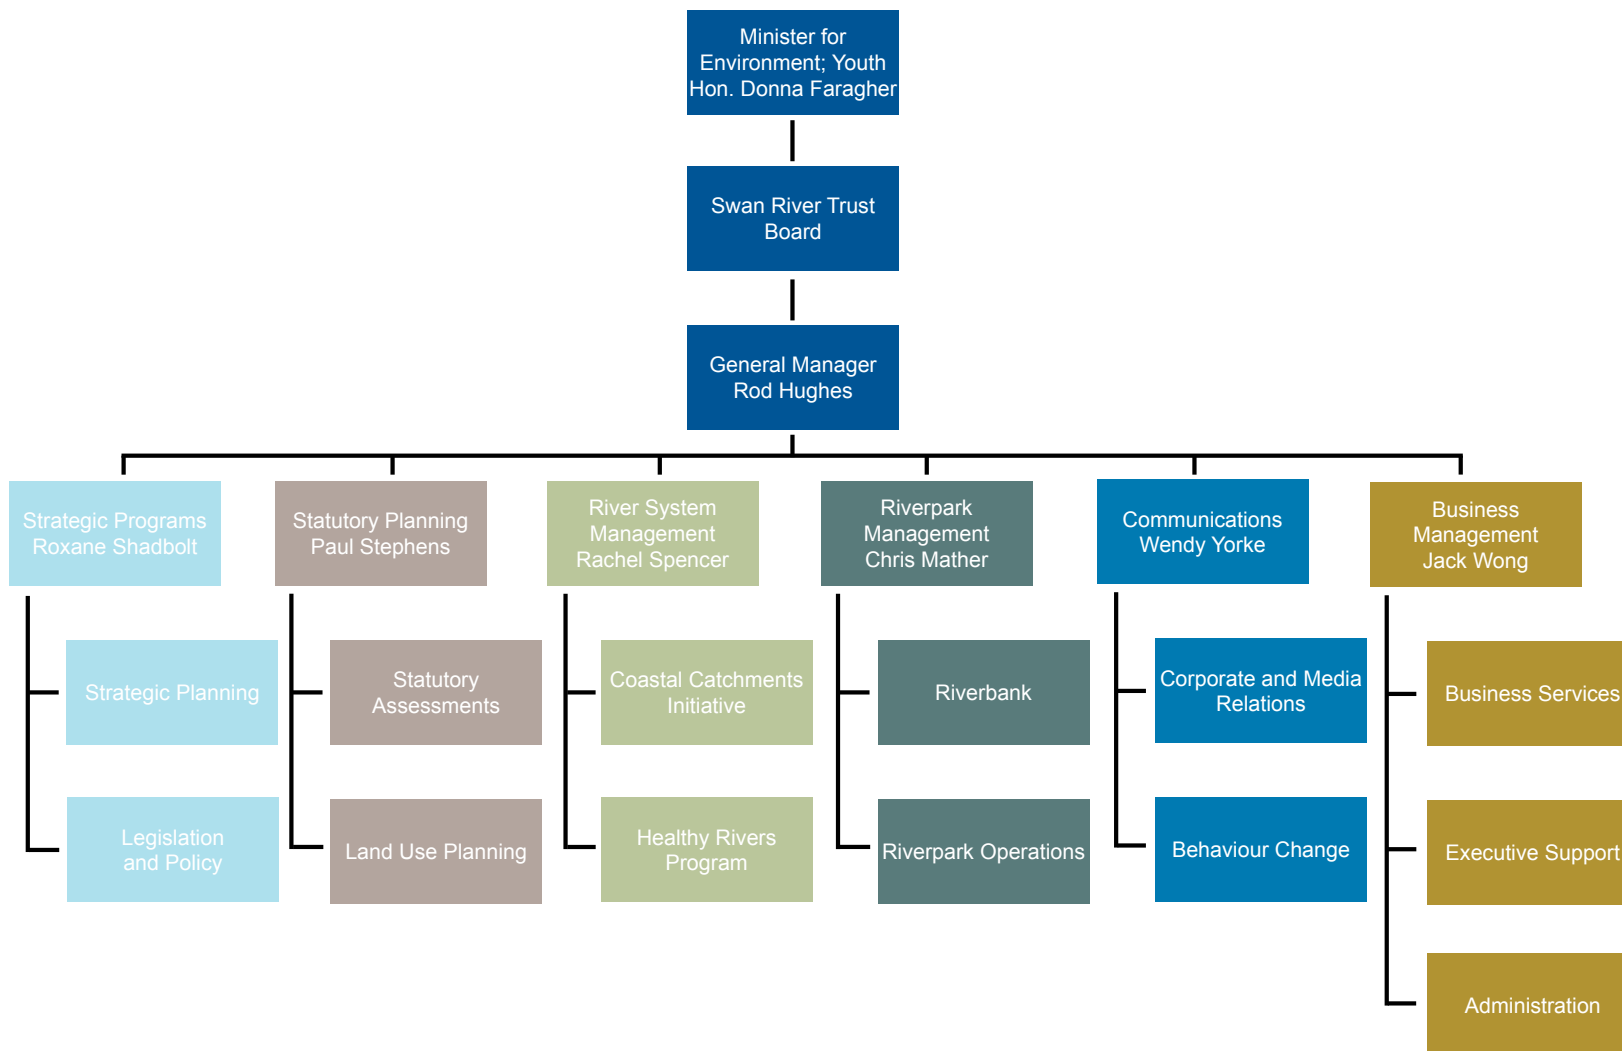 Minister for
Environment; Youth
Hon. Donna Faragher
Swan River Trust
Board
General Manager
Rod Hughes
Strategic Programs
Roxane Shadbolt
Statutory Planning
Paul Stephens
River System
Management
Rachel Spencer
Riverpark
Management
Chris Mather
Communications
Wendy Yorke
Business
Management
Jack Wong
Strategic Planning
Statutory
Assessments
Coastal Catchments
Initiative
Riverbank
Corporate and Media
Relations
Business Services
Legislation
and Policy
Land Use Planning
Healthy Rivers
Program
Riverpark Operations
Behaviour Change
Executive Support
Administration